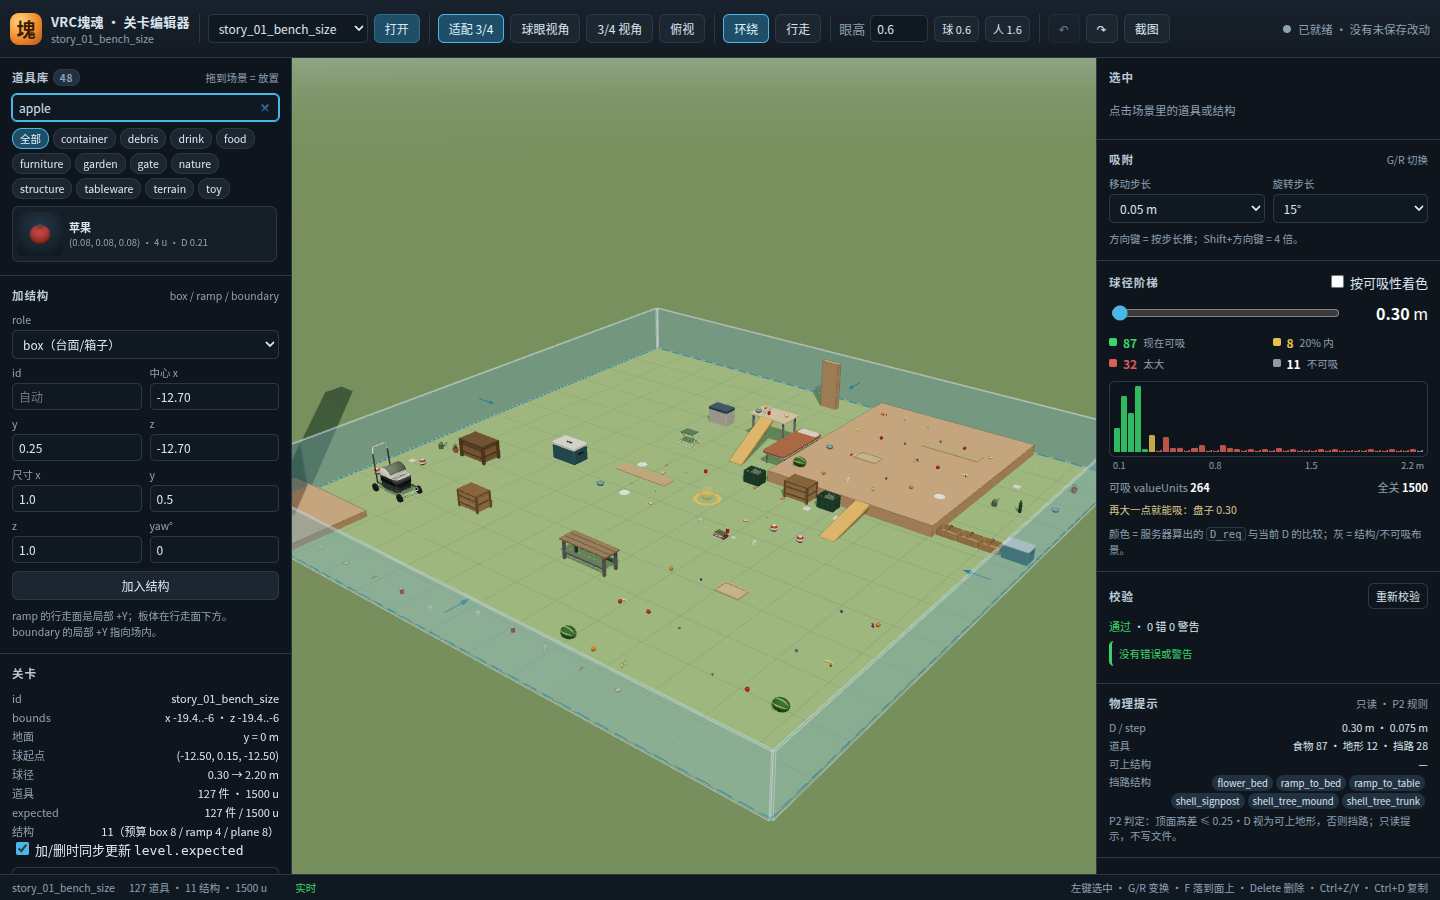 塊 VRC塊魂 · 关卡编辑器
story_01_bench_size
story_01_bench_size 打开 适配 3/4 球眼视角 3/4 视角 俯视 环绕 行走 眼高 0.6 球 0.6 人 1.6 ↶ ↷ 截图 已就绪 · 没有未保存改动
道具库 48 拖到场景 = 放置
apple
全部 container debris drink food
furniture garden gate nature
structure tableware terrain toy
苹果
(0.08, 0.08, 0.08) · 4 u · D 0.21
加结构 box / ramp / boundary
role
box（台面/箱子）
id 中心 x
自动 -12.70
y z
0.25 -12.70
尺寸 x y
1.0 0.5
z yaw°
1.0 0
加入结构
ramp 的行走面是局部 +Y；板体在行走面下方。
boundary 的局部 +Y 指向场内。
关卡
id story_01_bench_size
bounds x -19.4..-6 · z -19.4..-6
地面 y = 0 m
球起点 (-12.50, 0.15, -12.50)
球径 0.30 → 2.20 m
道具 127 件 · 1500 u
expected 127 件 / 1500 u
结构 11（预算 box 8 / ramp 4 / plane 8）
加/删时同步更新 level.expected
选中
点击场景里的道具或结构
吸附 G/R 切换
移动步长 旋转步长
0.05 m 15°
方向键 = 按步长推；Shift+方向键 = 4 倍。
球径阶梯 按可吸性着色
0.30 m
87 现在可吸 8 20% 内
32 太大 11 不可吸
0.1 0.8 1.5 2.2 m
可吸 valueUnits 264 全关 1500
再大一点就能吸：盘子 0.30
颜色 = 服务器算出的 D_req 与当前 D 的比较；灰 = 结构/不可吸布
景。
校验 重新校验
通过 · 0 错 0 警告
没有错误或警告
物理提示 只读 · P2 规则
D / step 0.30 m · 0.075 m
道具 食物 87 · 地形 12 · 挡路 28
可上结构 —
挡路结构 flower_bed ramp_to_bed ramp_to_table
shell_signpost shell_tree_mound shell_tree_trunk
P2 判定：顶面高差 ≤ 0.25·D 视为可上地形，否则挡路；只读提
示，不写文件。
story_01_bench_size 127 道具 · 11 结构 · 1500 u 实时 左键选中 · G/R 变换 · F 落到面上 · Delete 删除 · Ctrl+Z/Y · Ctrl+D 复制